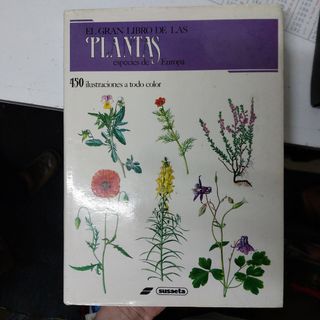 EL GRAN LIBRO DE LAS
PLANTAS
especies de Europa
450 ilustraciones a todo color
susaeta